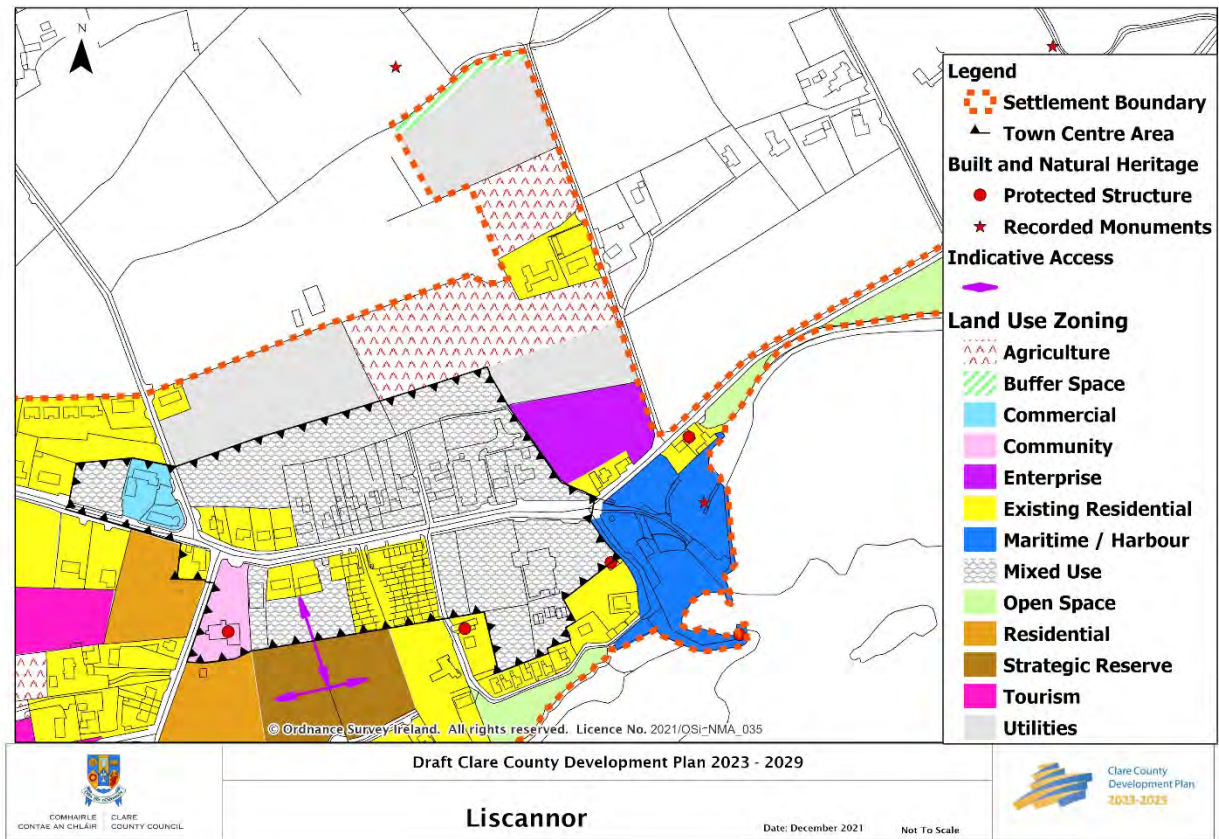 N
Legend
Settlement Boundary
Town Centre Area
Built and Natural Heritage
Protected Structure
Recorded Monuments
Indicative Access
Land Use Zoning
Agriculture
Buffer Space
Commercial
Community
Enterprise
Existing Residential
Maritime / Harbour
Mixed Use
Open Space
Residential
Strategic Reserve
Tourism
Utilities
© Ordnance Survey Ireland. All rights reserved. Licence No. 2021/OSi_NMA_035
COMHAIRLE CONTAE AN CHLÁIR
CLARE COUNTY COUNCIL
Draft Clare County Development Plan 2023 - 2029
Liscannor
Date: December 2021
Not To Scale
Clare County
Development Plan
2023-2029